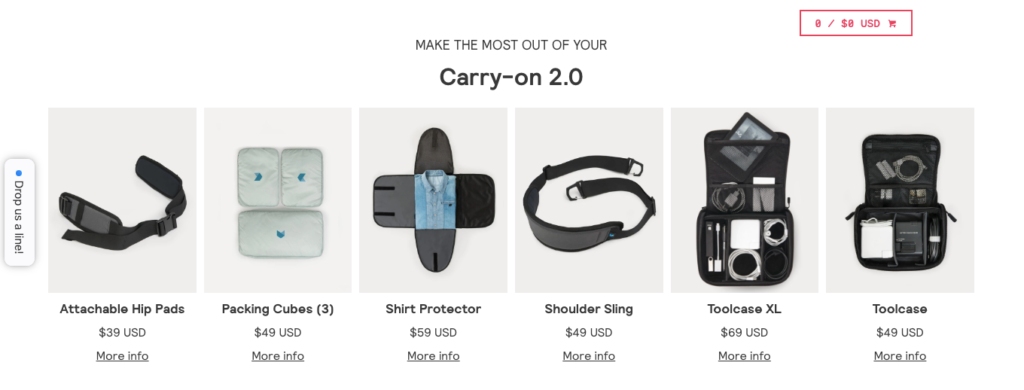 0 / $0 USD
MAKE THE MOST OUT OF YOUR
Carry-on 2.0
Drop us a line!
Attachable Hip Pads
$39 USD
More info
Packing Cubes (3)
$49 USD
More info
Shirt Protector
$59 USD
More info
Shoulder Sling
$49 USD
More info
Toolcase XL
$69 USD
More info
Toolcase
$49 USD
More info